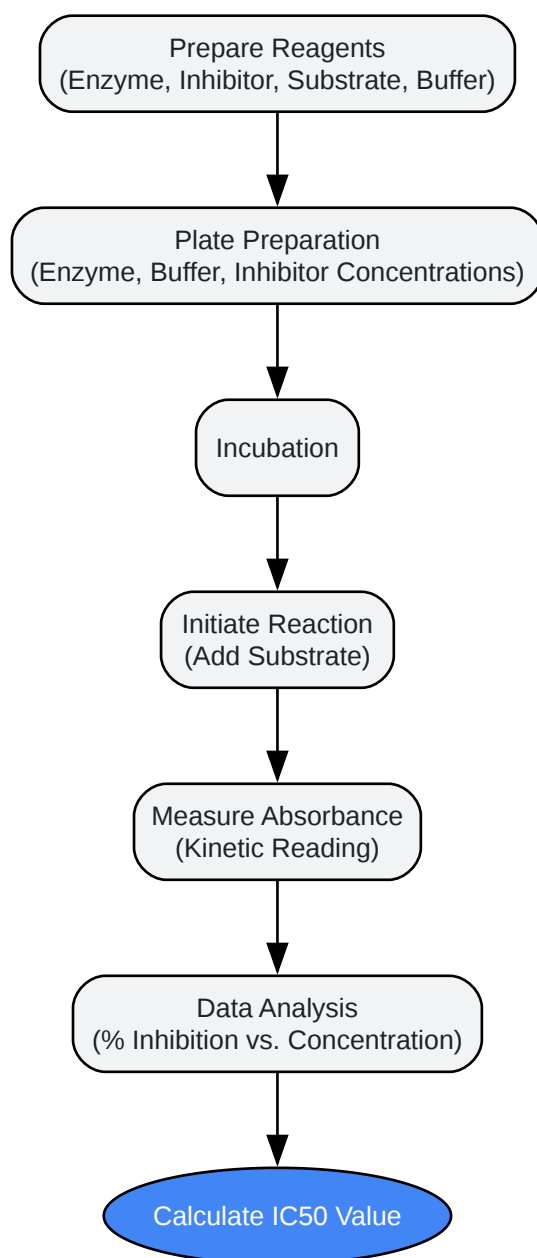 Prepare Reagents
(Enzyme, Inhibitor, Substrate, Buffer)
Plate Preparation
(Enzyme, Buffer, Inhibitor Concentrations)
Incubation
Initiate Reaction
(Add Substrate)
Measure Absorbance
(Kinetic Reading)
Data Analysis
(% Inhibition vs. Concentration)
Calculate IC50 Value